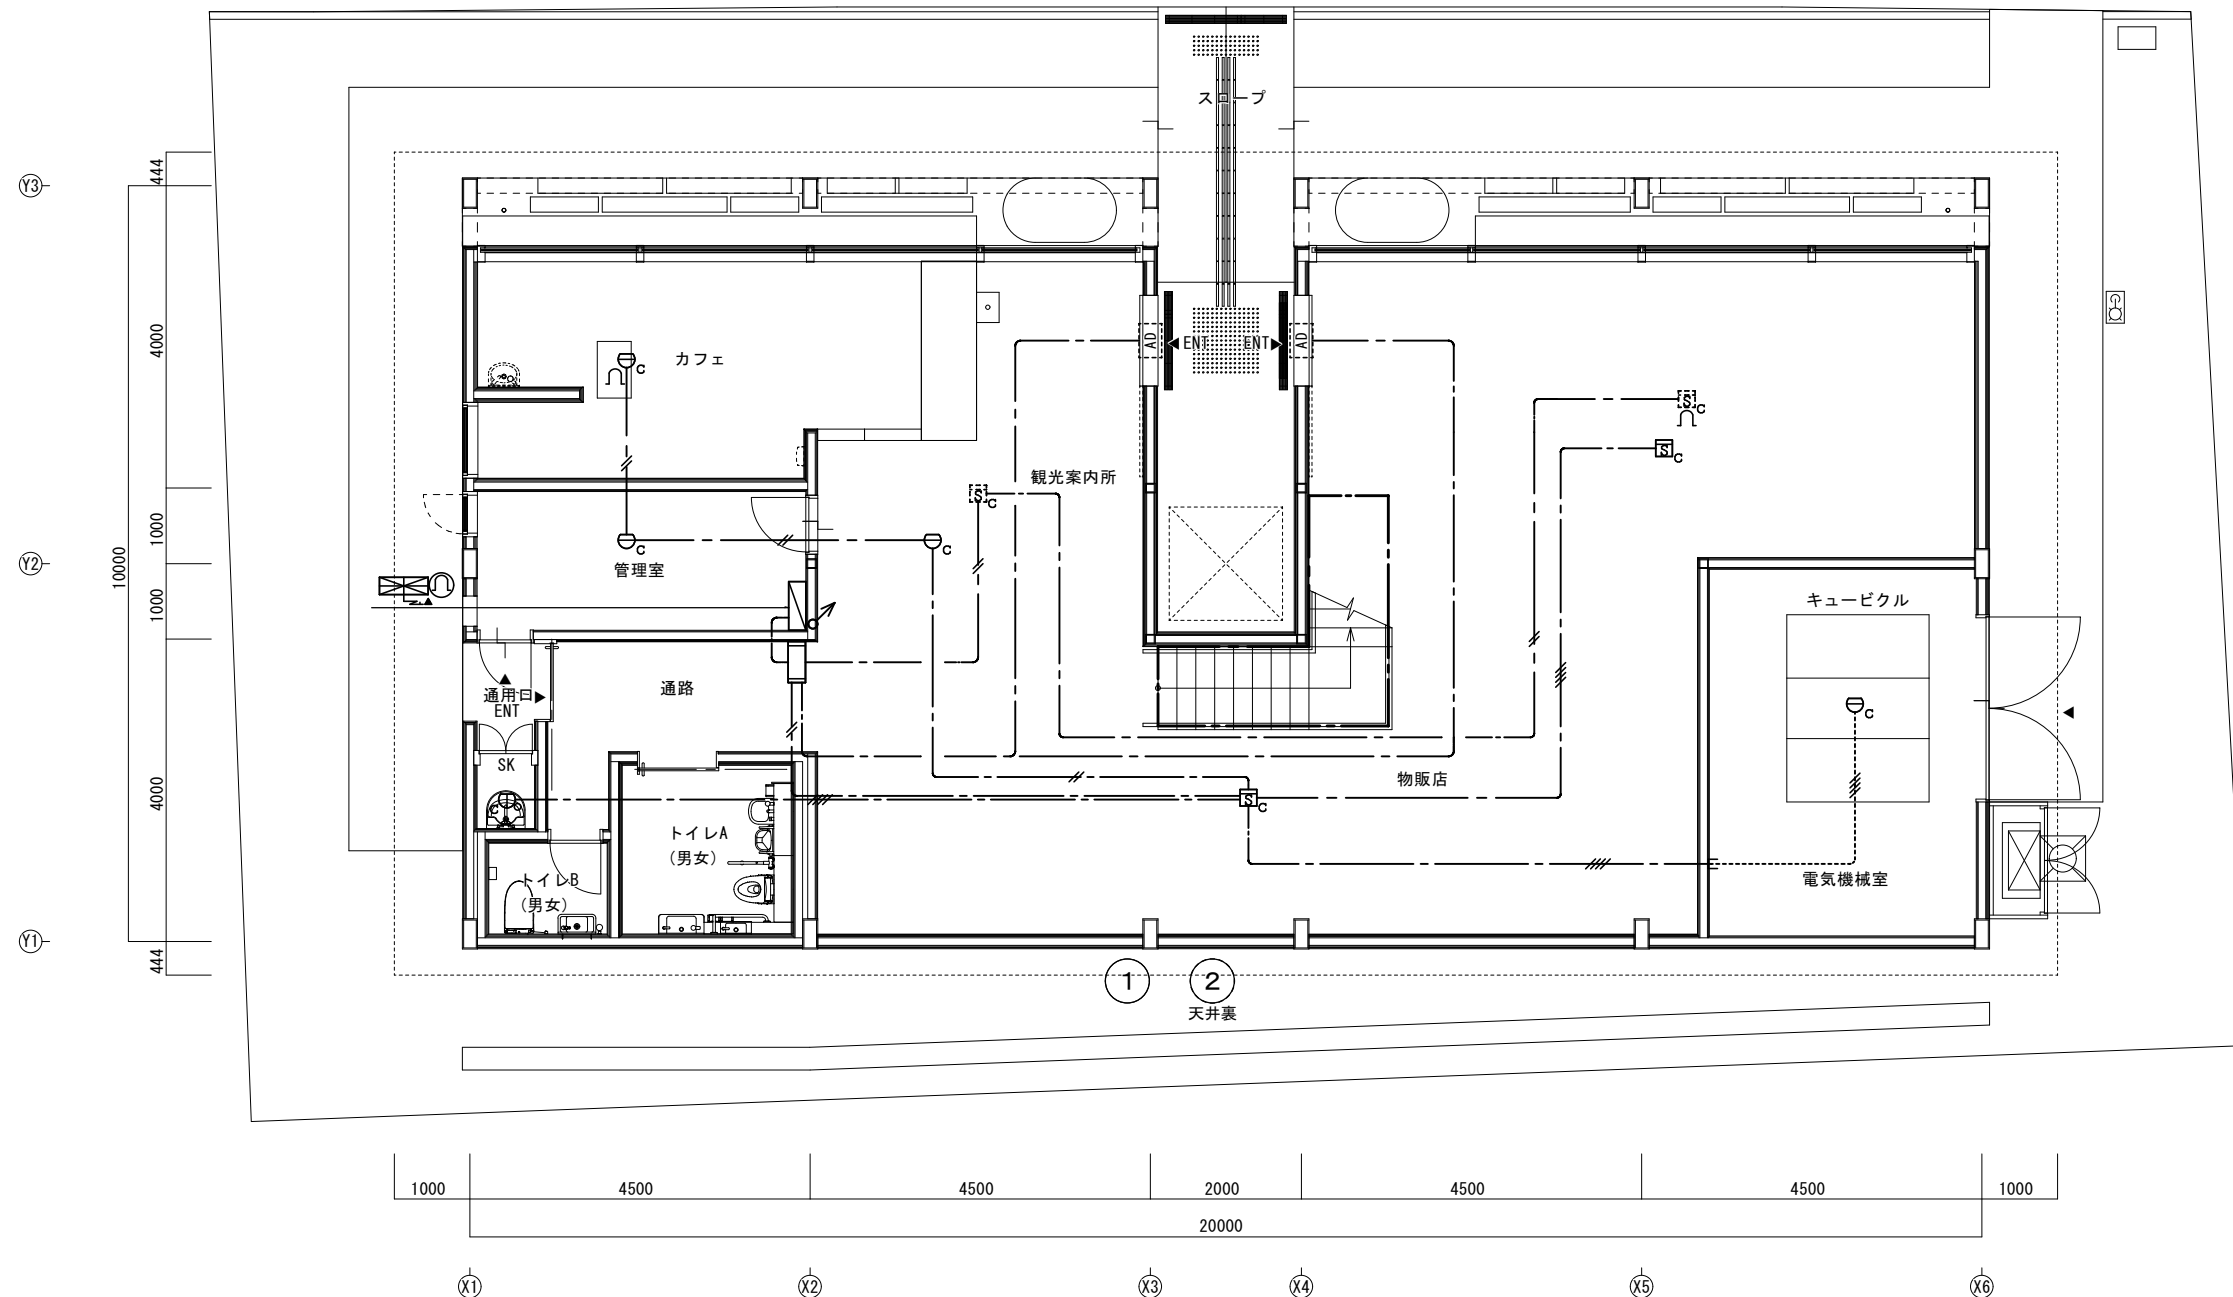 スロープ
Y3
444
4000
AD
ENT
ENT
AD
カフェ
C
S
C
観光案内所
S
C
S
C
1000
10000
Y2
C
C
管理室
1000
キュービクル
通路
通用口
ENT
C
SK
物販店
S
C
C
4000
トイレA
(男女)
トイレB
(男女)
電気機械室
Y1
444
1
2
天井裏
1000
4500
4500
2000
4500
4500
1000
20000
X1
X2
X3
X4
X5
X6